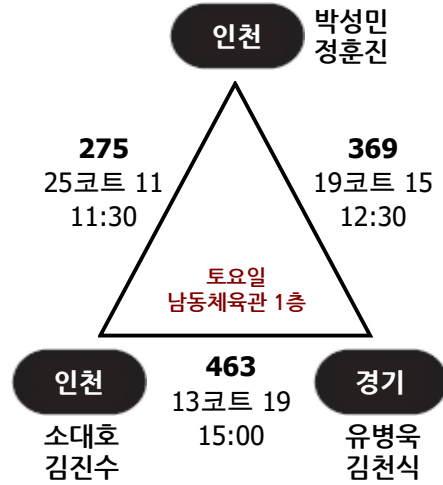 인천
박성민
정훈진
275
25코트 11
11:30
369
19코트 15
12:30
토요일
남동체육관 1층
인천
소대호
김진수
463
13코트 19
15:00
경기
유병욱
김천식